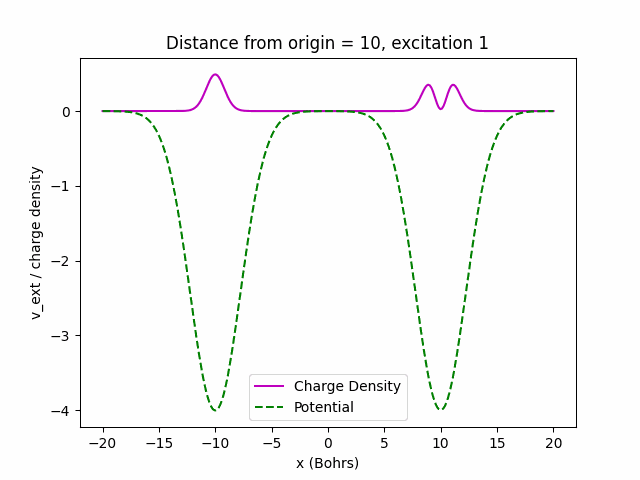 Distance from origin = 10, excitation 1
v_ext / charge density
0
−1
−2
−3
−4
Charge Density
Potential
−20 −15 −10 −5 0 5 10 15 20
x (Bohrs)